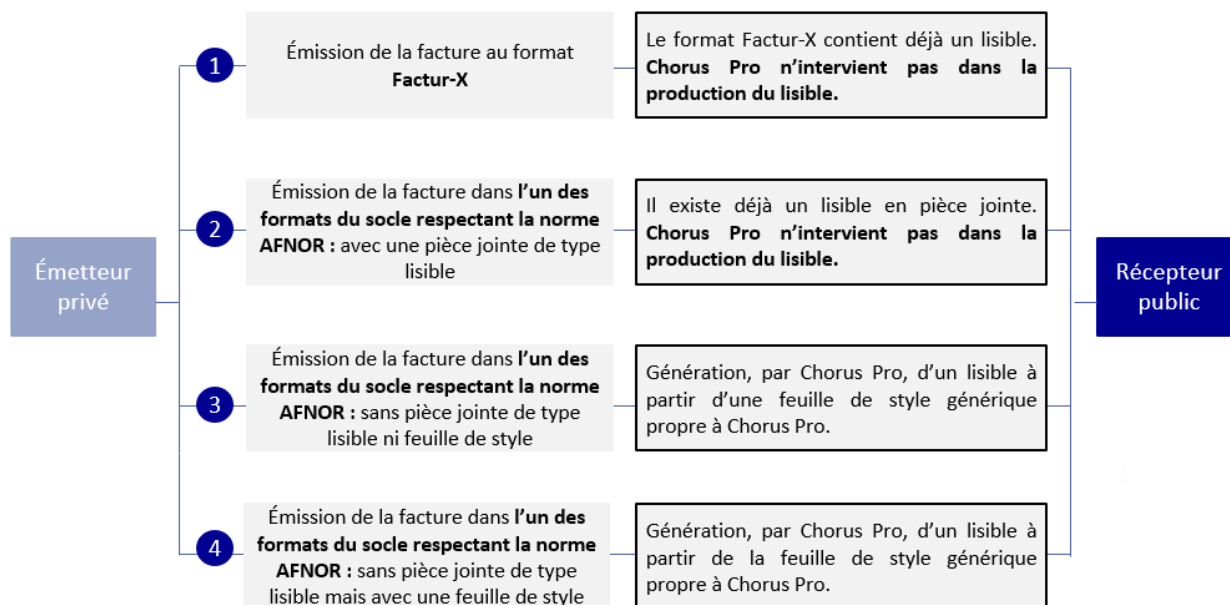 Émetteur
privé
1
Émission de la facture au format
Factur-X
Le format Factur-X contient déjà un lisible.
Chorus Pro n’intervient pas dans la
production du lisible.
2
Émission de la facture dans l’un des
formats du socle respectant la norme
AFNOR : avec une pièce jointe de type
lisible
Il existe déjà un lisible en pièce jointe.
Chorus Pro n’intervient pas dans la
production du lisible.
3
Émission de la facture dans l’un des
formats du socle respectant la norme
AFNOR : sans pièce jointe de type
lisible ni feuille de style
Génération, par Chorus Pro, d’un lisible à
partir d’une feuille de style générique
propre à Chorus Pro.
4
Émission de la facture dans l’un des
formats du socle respectant la norme
AFNOR : sans pièce jointe de type
lisible mais avec une feuille de style
Génération, par Chorus Pro, d’un lisible à
partir de la feuille de style générique
propre à Chorus Pro.
Récepteur
public